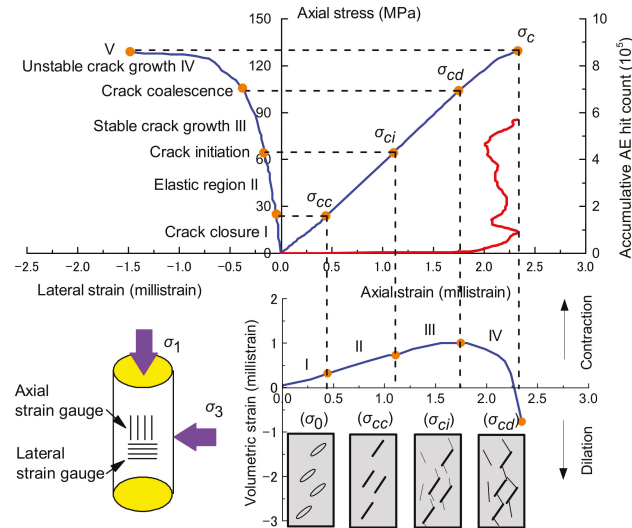 Axial stress (MPa)
150
120
90
60
30
0
10
8
6
4
2
0
Accumulative AE hit count (10⁵)
V
Unstable crack growth IV
Crack coalescence
Stable crack growth III
Crack initiation
Elastic region II
Crack closure I
σc
σcd
σci
σcc
−2.5 −2.0 −1.5 −1.0 −0.5 0.0 0.5 1.0 1.5 2.0 2.5 3.0
Lateral strain (millistrain) Axial strain (millistrain)
σ1
σ3
Axial
strain gauge
Lateral
strain gauge
Volumetric strain (millistrain)
2
1
0
−1
−2
−3
I II III IV
0.0 0.5 1.0 1.5 2.0 2.5 3.0
(σ0) (σcc) (σci) (σcd)
Contraction
Dilation